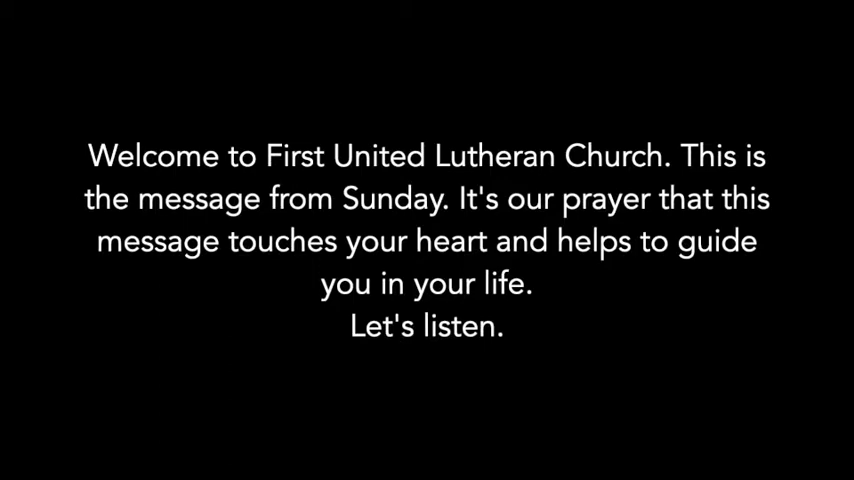 Welcome to First United Lutheran Church. This is
the message from Sunday. It's our prayer that this
message touches your heart and helps to guide
you in your life.
Let's listen.